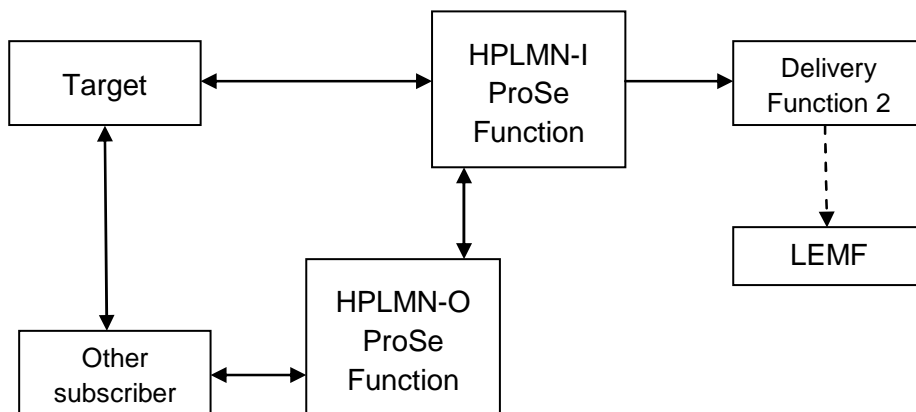 Target
HPLMN-I
ProSe
Function
Delivery
Function 2
LEMF
HPLMN-O
ProSe
Function
Other
subscriber